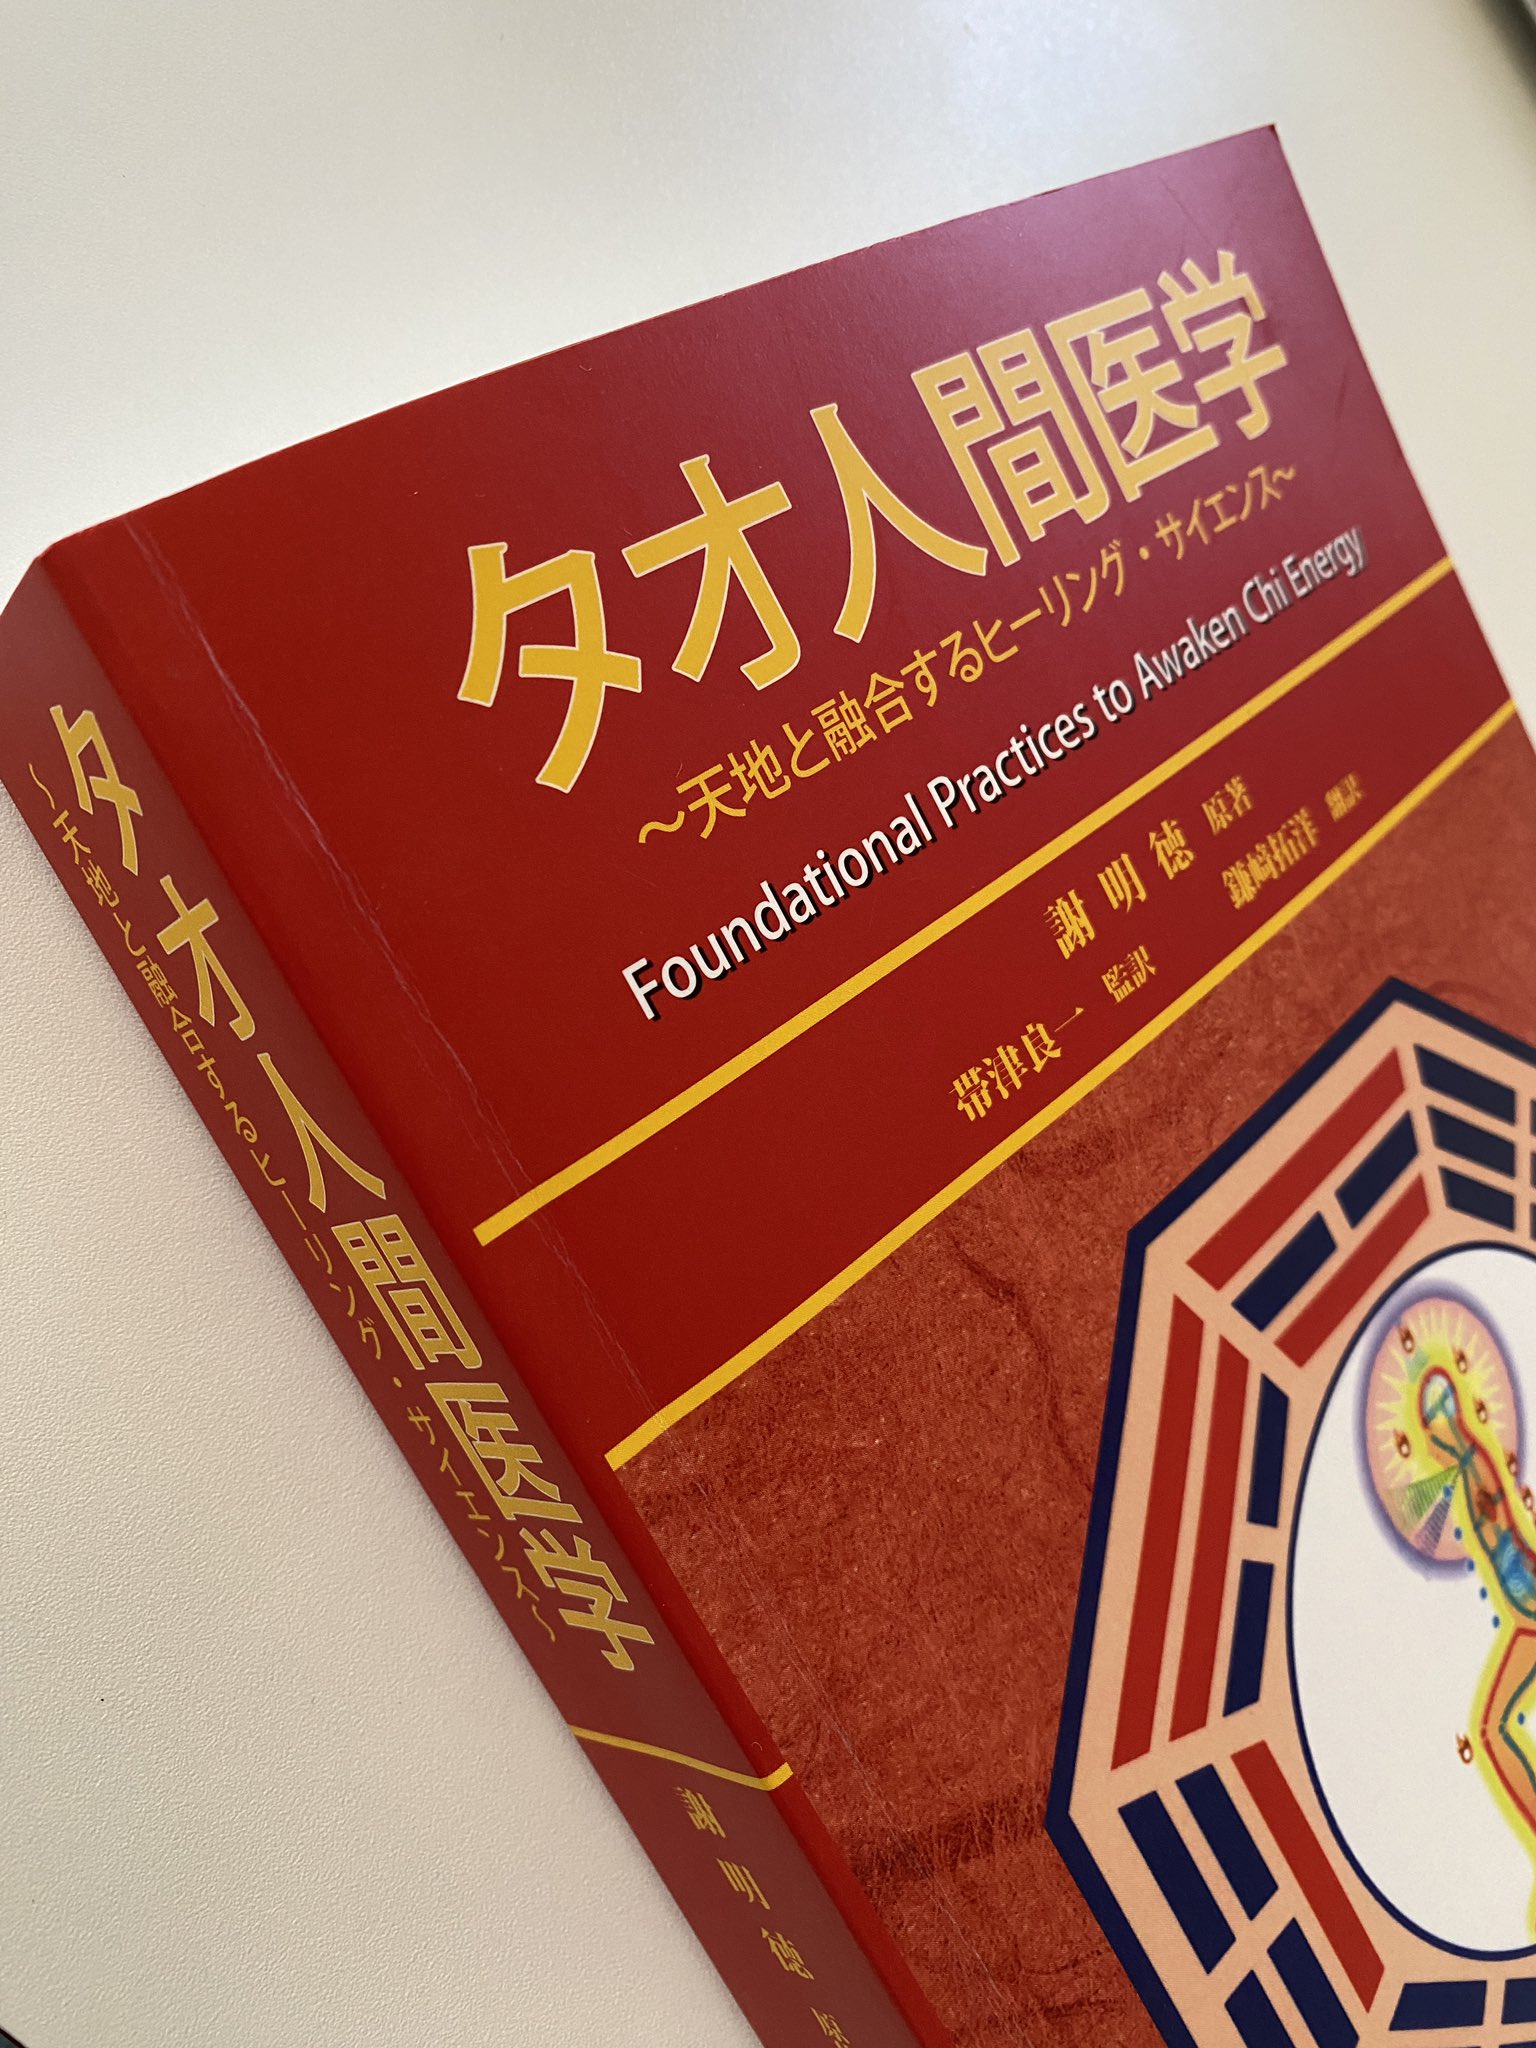 タオ人間医学
～天地と融合するヒーリング・サイエンス～
Foundational Practices to Awaken Chi Energy
謝明徳 原著
鎌﨑拓洋 翻訳
帯津良一 監訳
タオ人間医学
～天地と融合するヒーリング・サイエンス～
謝明徳 原